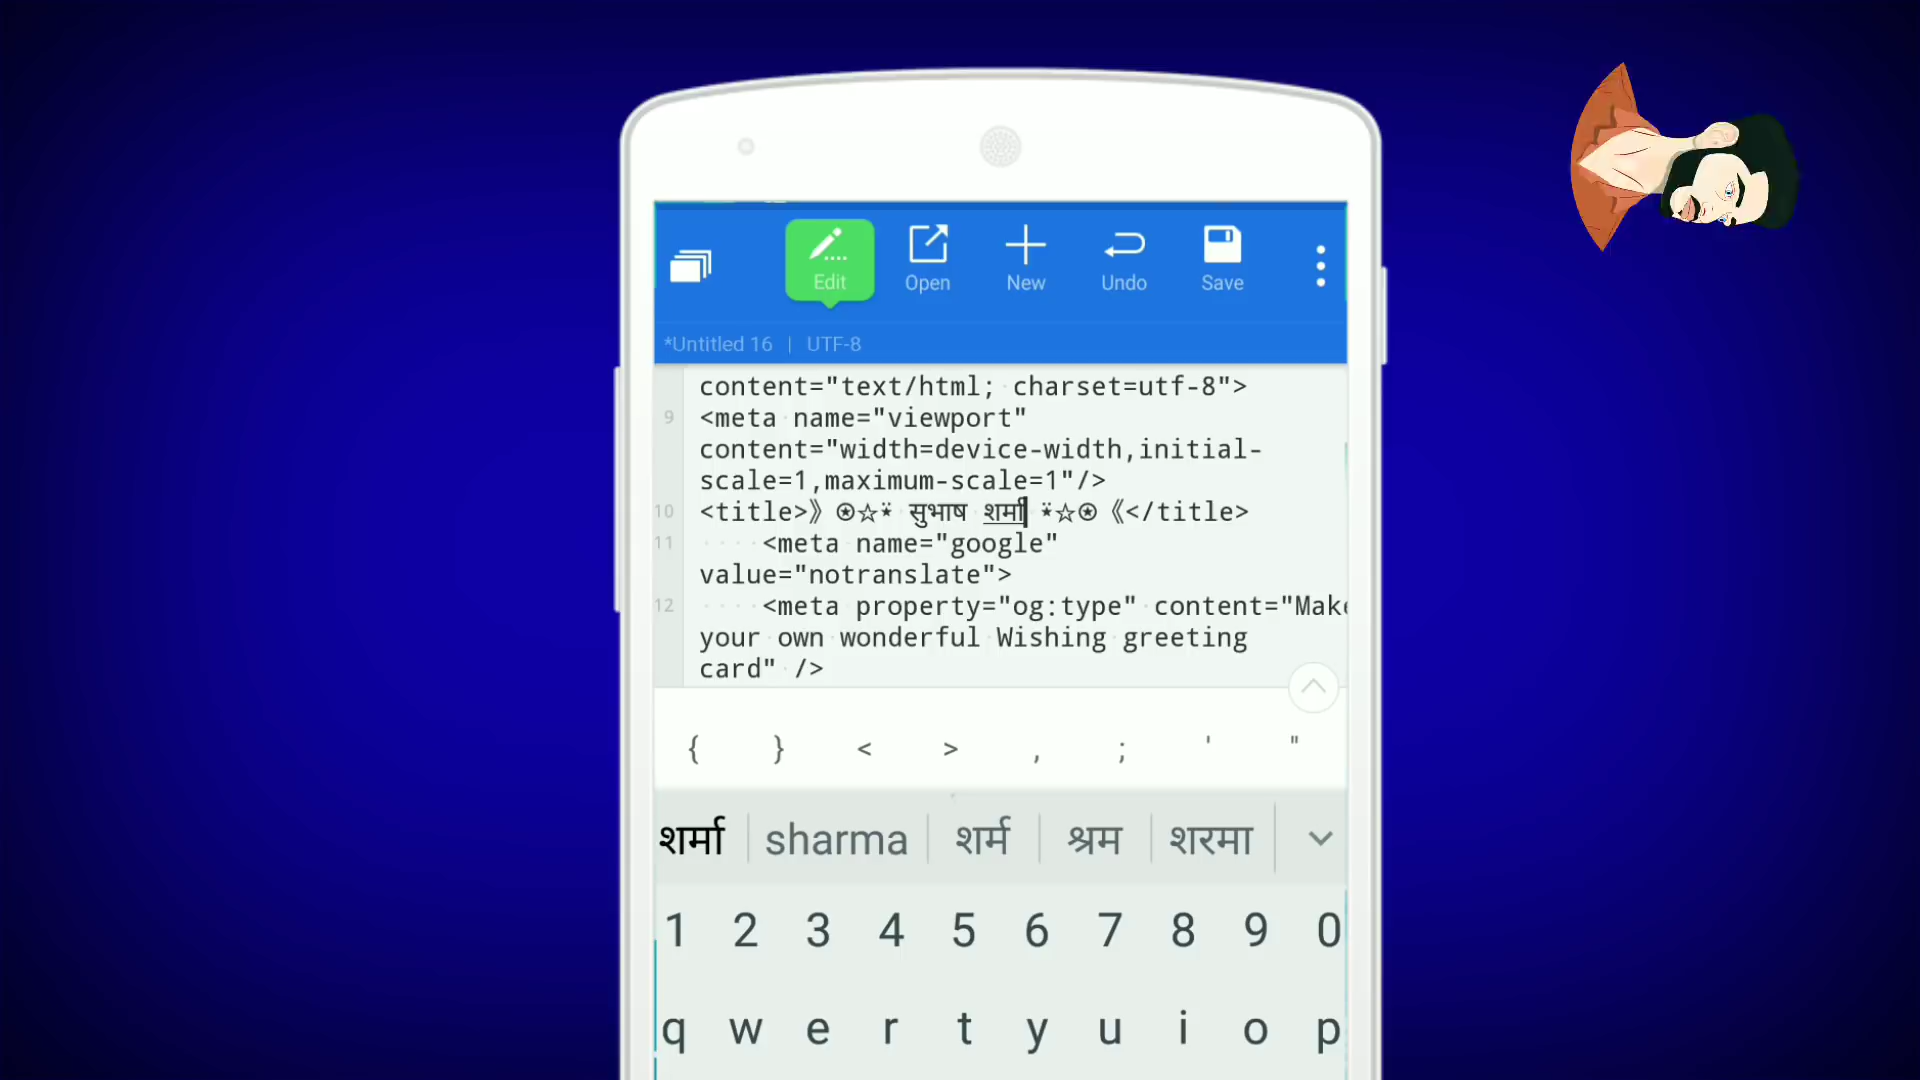 Edit Open New Undo Save
*Untitled 16 | UTF-8
content="text/html; charset=utf-8">
9 <meta name="viewport"
content="width=device-width,initial-
scale=1,maximum-scale=1"/>
10 <title>》⍟☆⍣ सुभाष शर्मा ⍣☆⍟《</title>
11 <meta name="google"
value="notranslate">
12 <meta property="og:type" content="Make
your own wonderful Wishing greeting
card" />
{ } < > , ; ' "
शर्मा sharma शर्म श्रम शरमा
1 2 3 4 5 6 7 8 9 0
q w e r t y u i o p